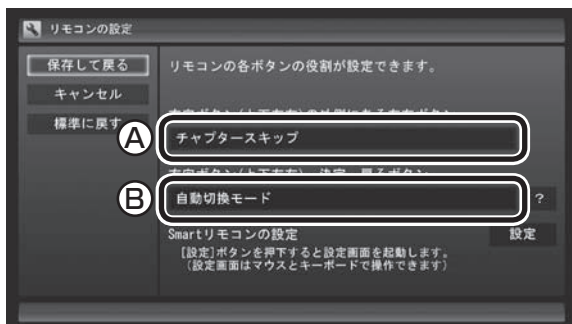 リモコンの設定
保存して戻る
キャンセル
標準に戻す
リモコンの各ボタンの役割が設定できます。
A
チャプタースキップ
B
自動切換モード
?
Smartリモコンの設定
設定
[設定]ボタンを押下すると設定画面を起動します。
(設定画面はマウスとキーボードで操作できます)